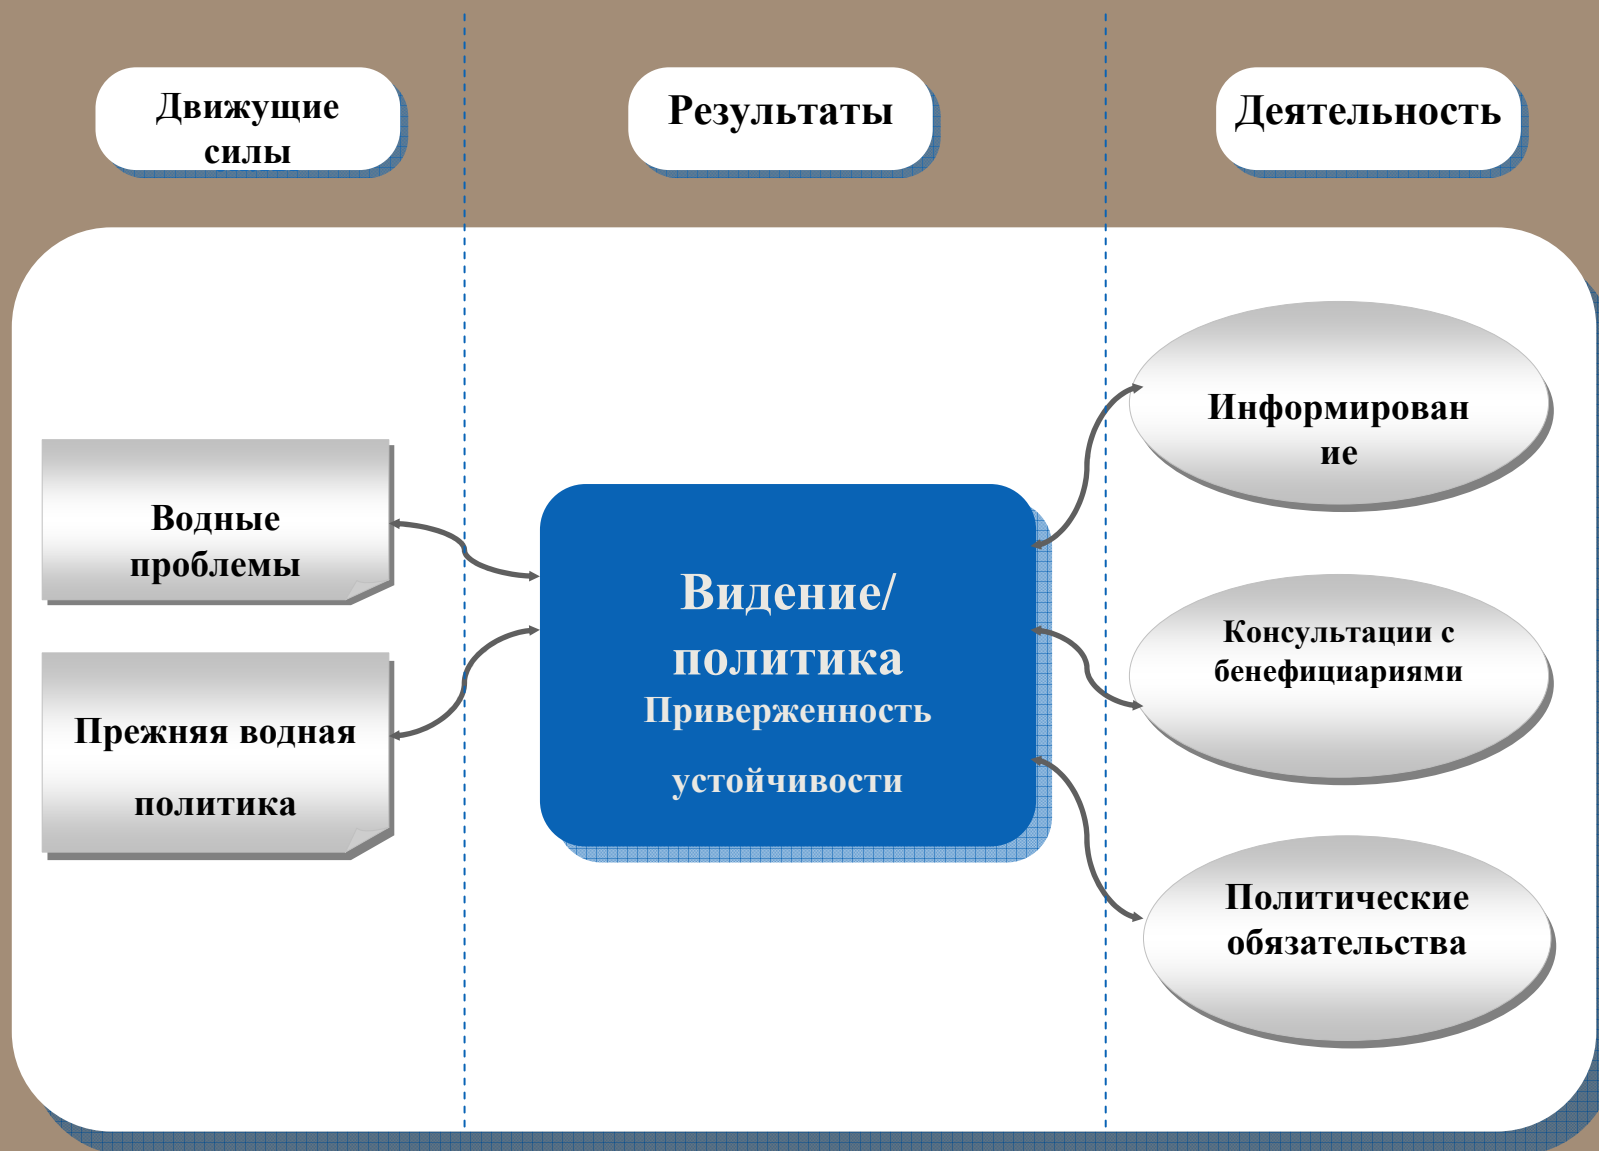 Движущие
силы
Результаты
Деятельность
Водные
проблемы
Прежняя водная
политика
Видение/
политика
Приверженность
устойчивости
Информирован
ие
Консультации с
бенефициариями
Политические
обязательства